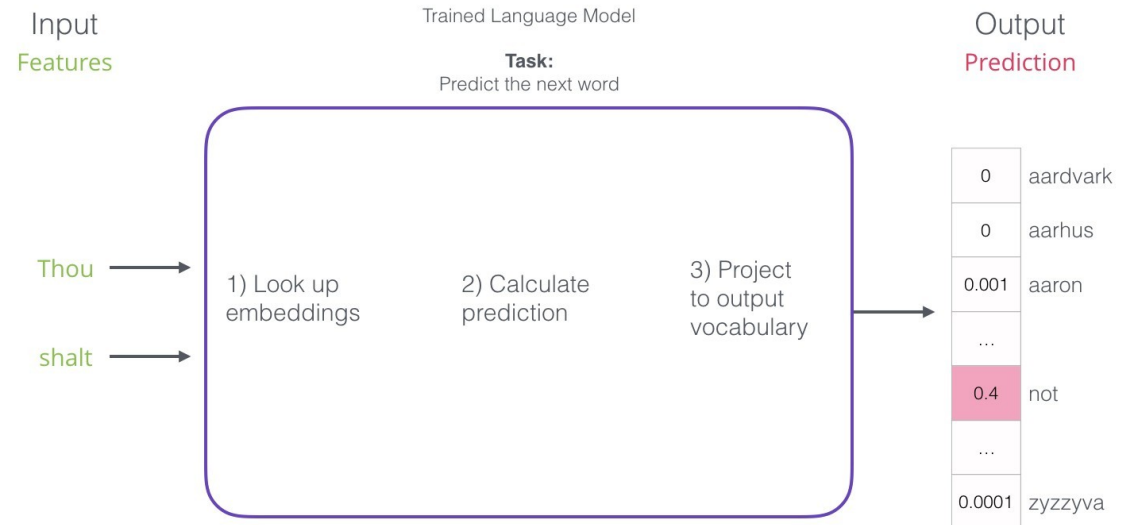 Input
Features
Trained Language Model
Task:
Predict the next word
Output
Prediction
Thou
shalt
1) Look up
embeddings
2) Calculate
prediction
3) Project
to output
vocabulary
0 aardvark
0 aarhus
0.001 aaron
...
0.4 not
...
0.0001 zyzzyva